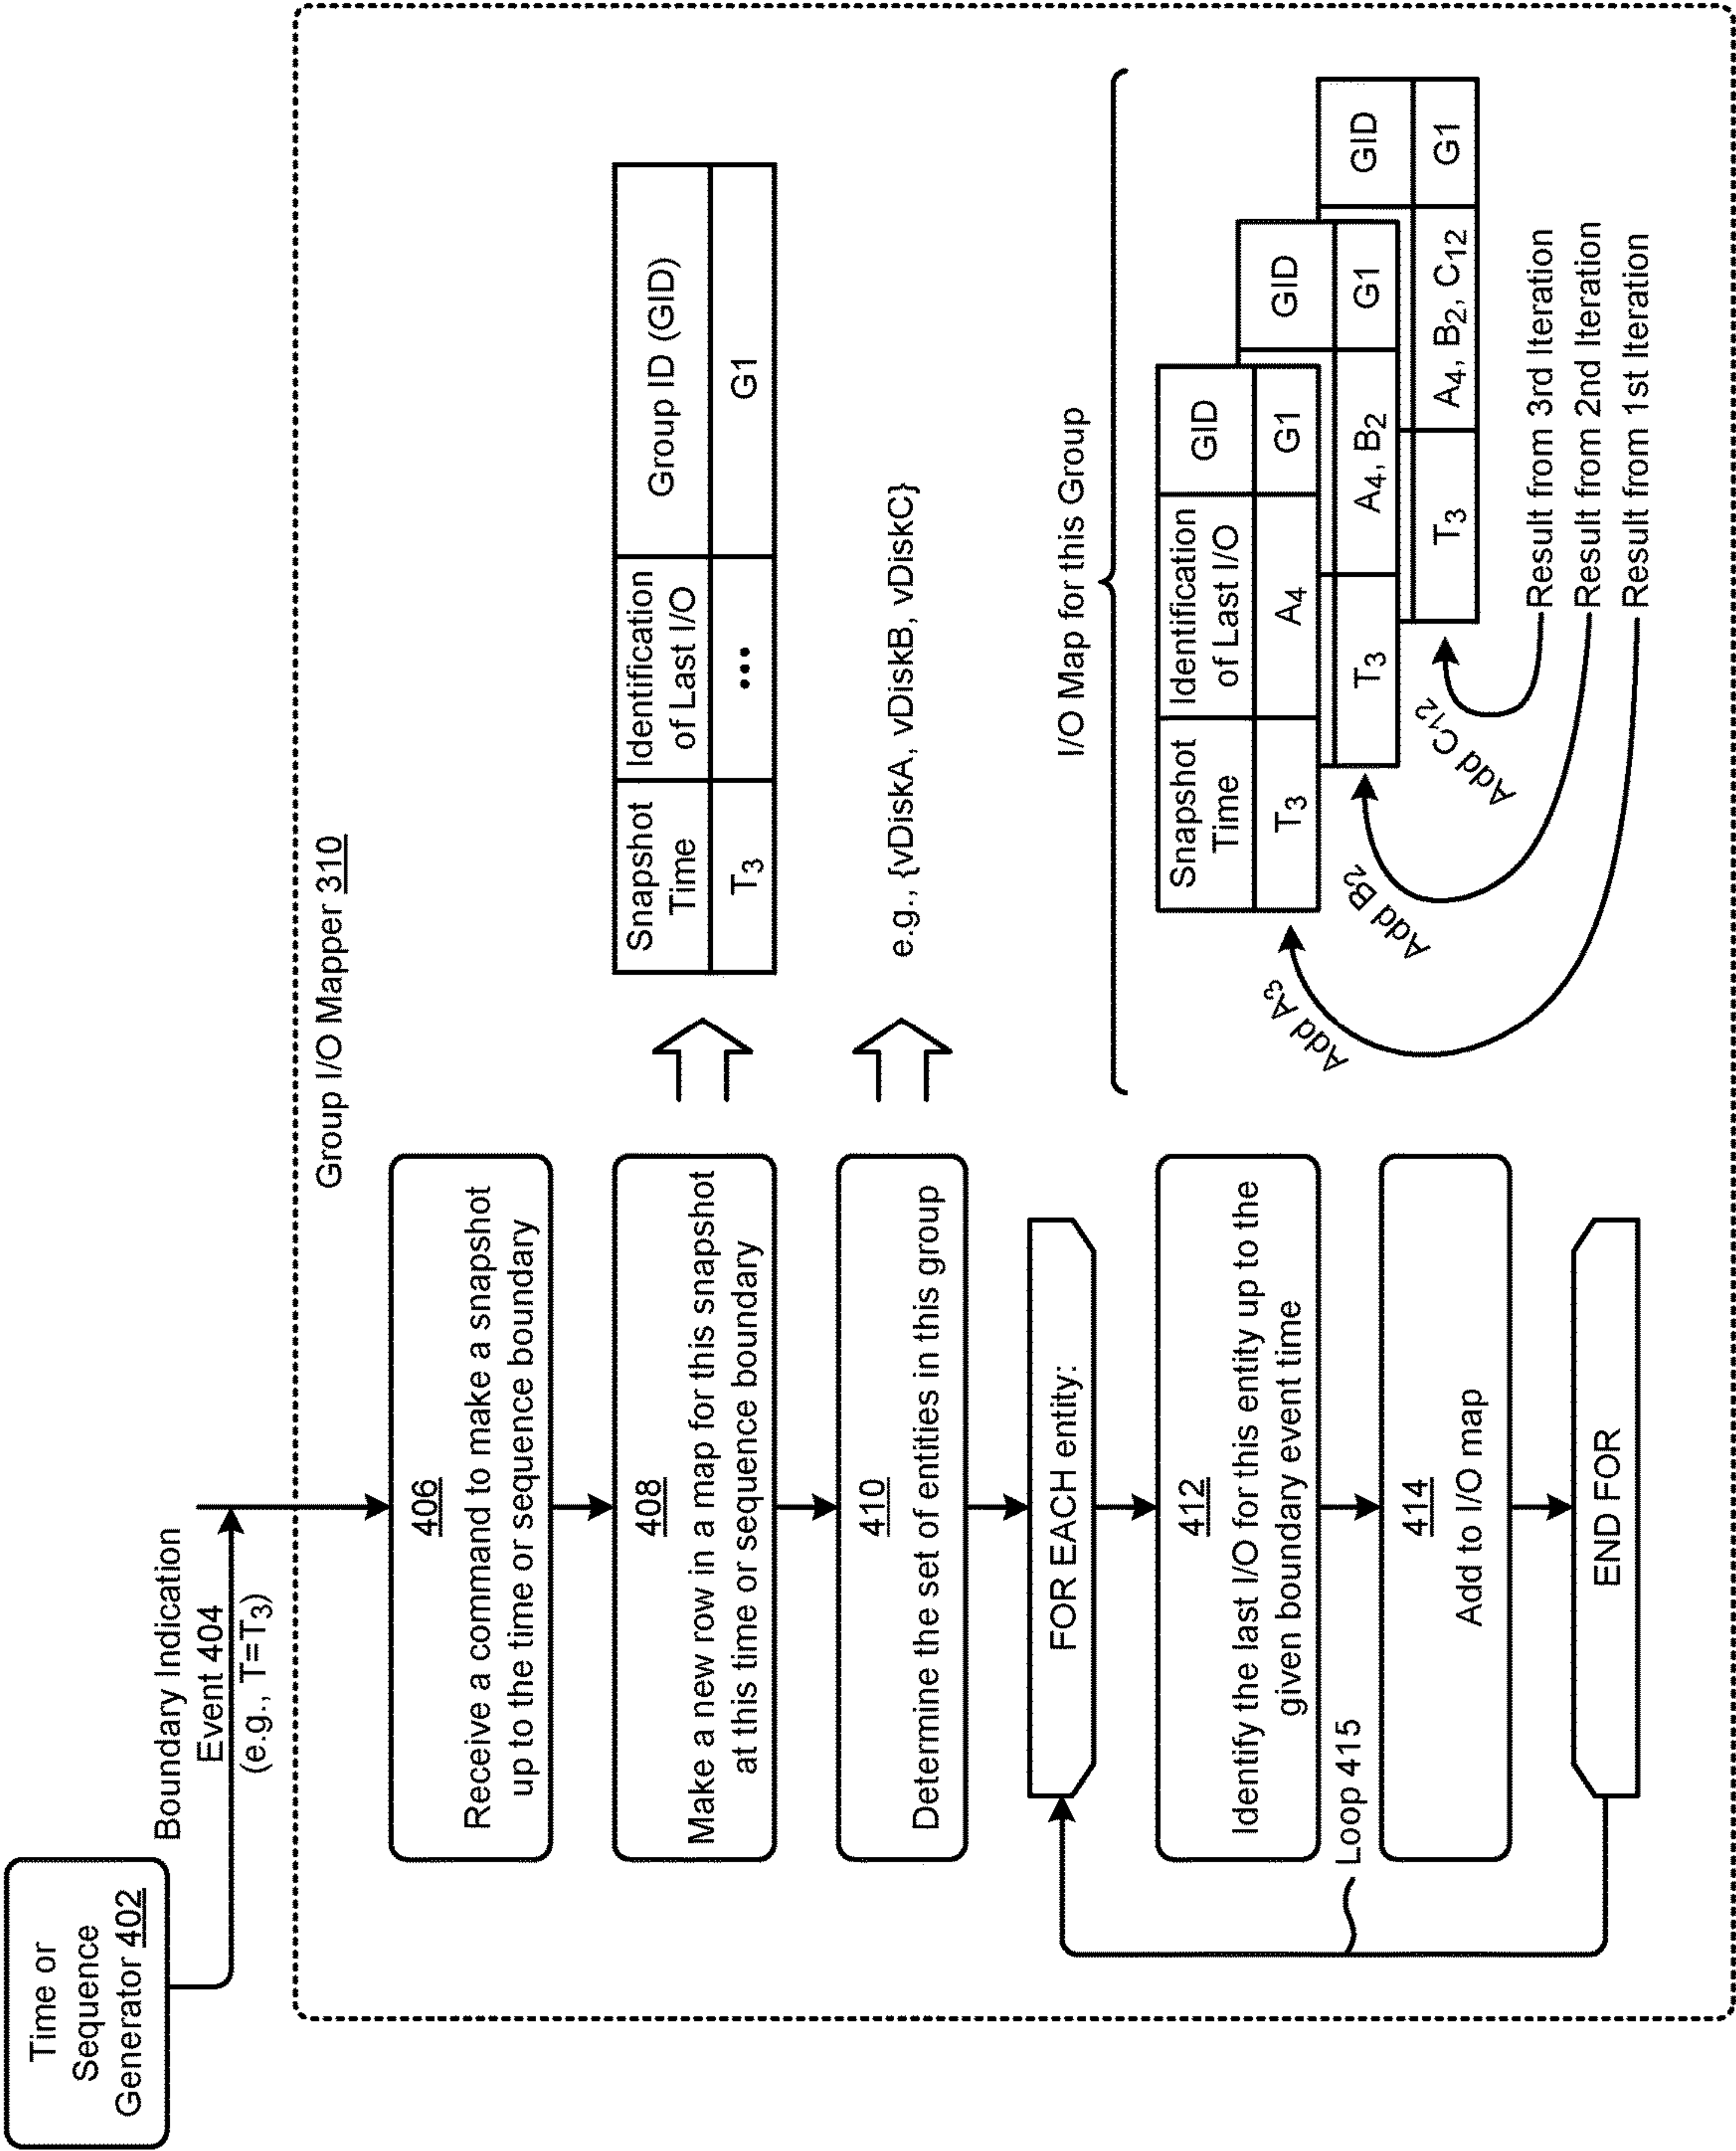 Time or
Sequence
Generator 402
Boundary Indication
Event 404
(e.g., T=T3)
Group I/O Mapper 310
406
Receive a command to make a snapshot
up to the time or sequence boundary
408
Make a new row in a map for this snapshot
at this time or sequence boundary
Snapshot
Time
Identification
of Last I/O
Group ID (GID)
T3
...
G1
410
Determine the set of entities in this group
e.g., {vDiskA, vDiskB, vDiskC}
FOR EACH entity:
412
Identify the last I/O for this entity up to the
given boundary event time
Loop 415
414
Add to I/O map
END FOR
I/O Map for this Group
Snapshot
Time
Identification
of Last I/O
GID
T3
A4
G1
GID
T3
A4, B2
G1
GID
T3
A4, B2, C12
G1
Add A3
Add B2
Add C12
Result from 3rd Iteration
Result from 2nd Iteration
Result from 1st Iteration